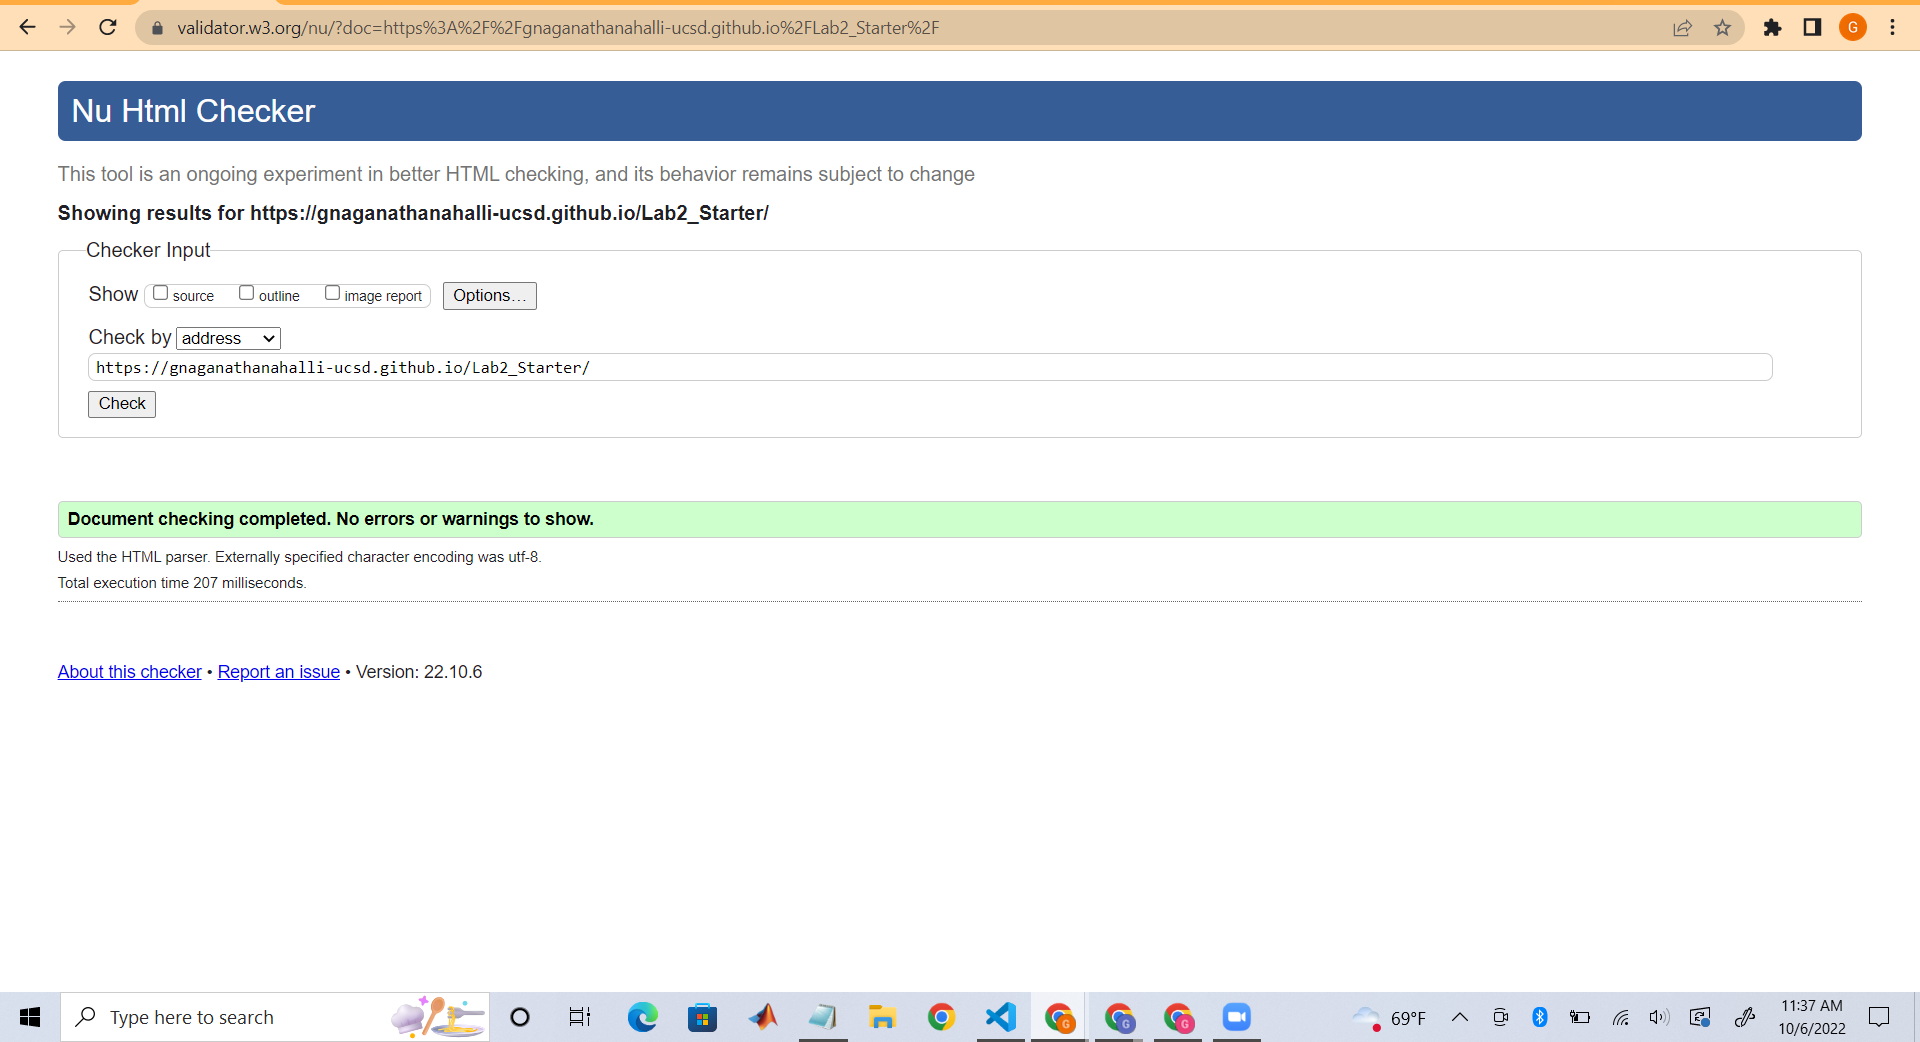 validator.w3.org/nu/?doc=https%3A%2F%2Fgnaganathanahalli-ucsd.github.io%2FLab2_Starter%2F
G
Nu Html Checker
This tool is an ongoing experiment in better HTML checking, and its behavior remains subject to change
Showing results for https://gnaganathanahalli-ucsd.github.io/Lab2_Starter/
Checker Input
Show source outline image report Options...
Check by address
https://gnaganathanahalli-ucsd.github.io/Lab2_Starter/
Check
Document checking completed. No errors or warnings to show.
Used the HTML parser. Externally specified character encoding was utf-8.
Total execution time 207 milliseconds.
About this checker • Report an issue • Version: 22.10.6
Type here to search
G
G
G
69°F
11:37 AM
10/6/2022